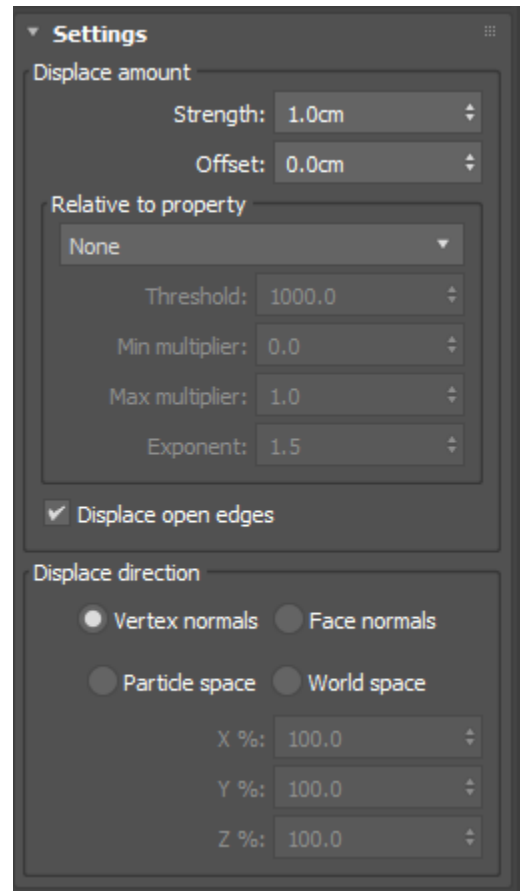 Settings
Displace amount
Strength: 1.0cm
Offset: 0.0cm
Relative to property
None
Threshold: 1000.0
Min multiplier: 0.0
Max multiplier: 1.0
Exponent: 1.5
Displace open edges
Displace direction
Vertex normals Face normals
Particle space World space
X %: 100.0
Y %: 100.0
Z %: 100.0